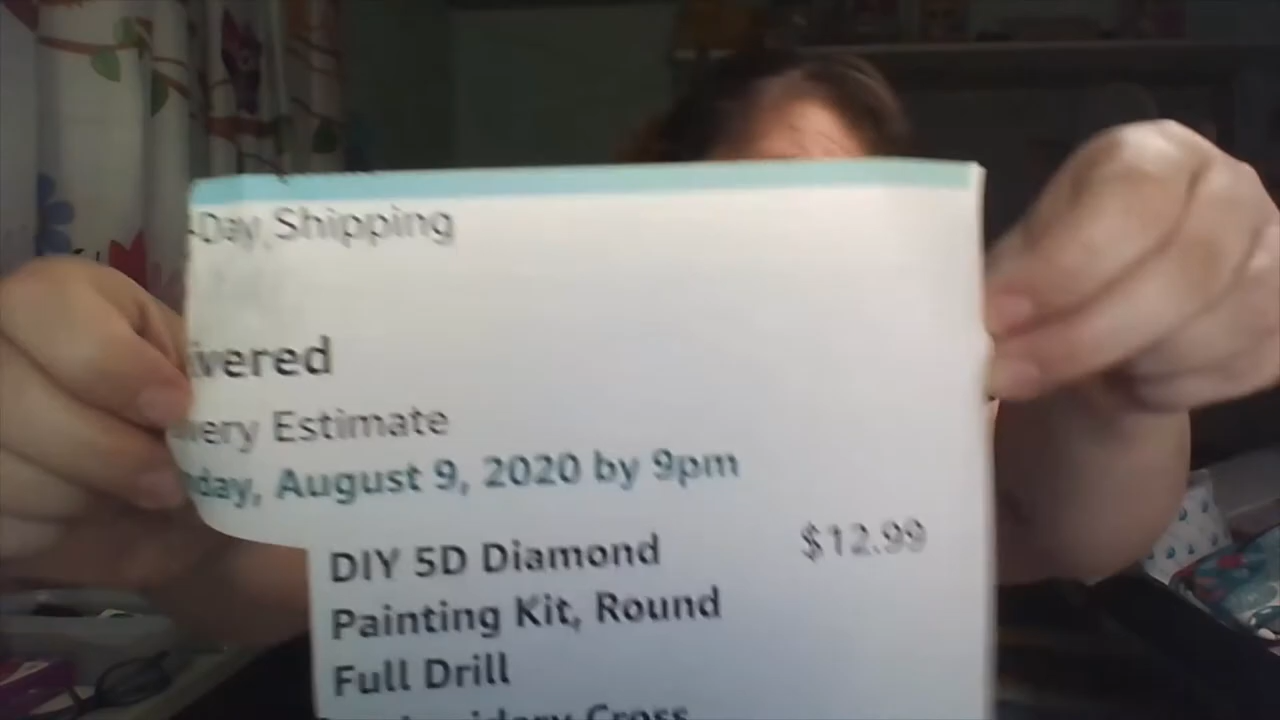 -Day Shipping
ivered
very Estimate
nday, August 9, 2020 by 9pm
DIY 5D Diamond $12.99
Painting Kit, Round
Full Drill
Cross